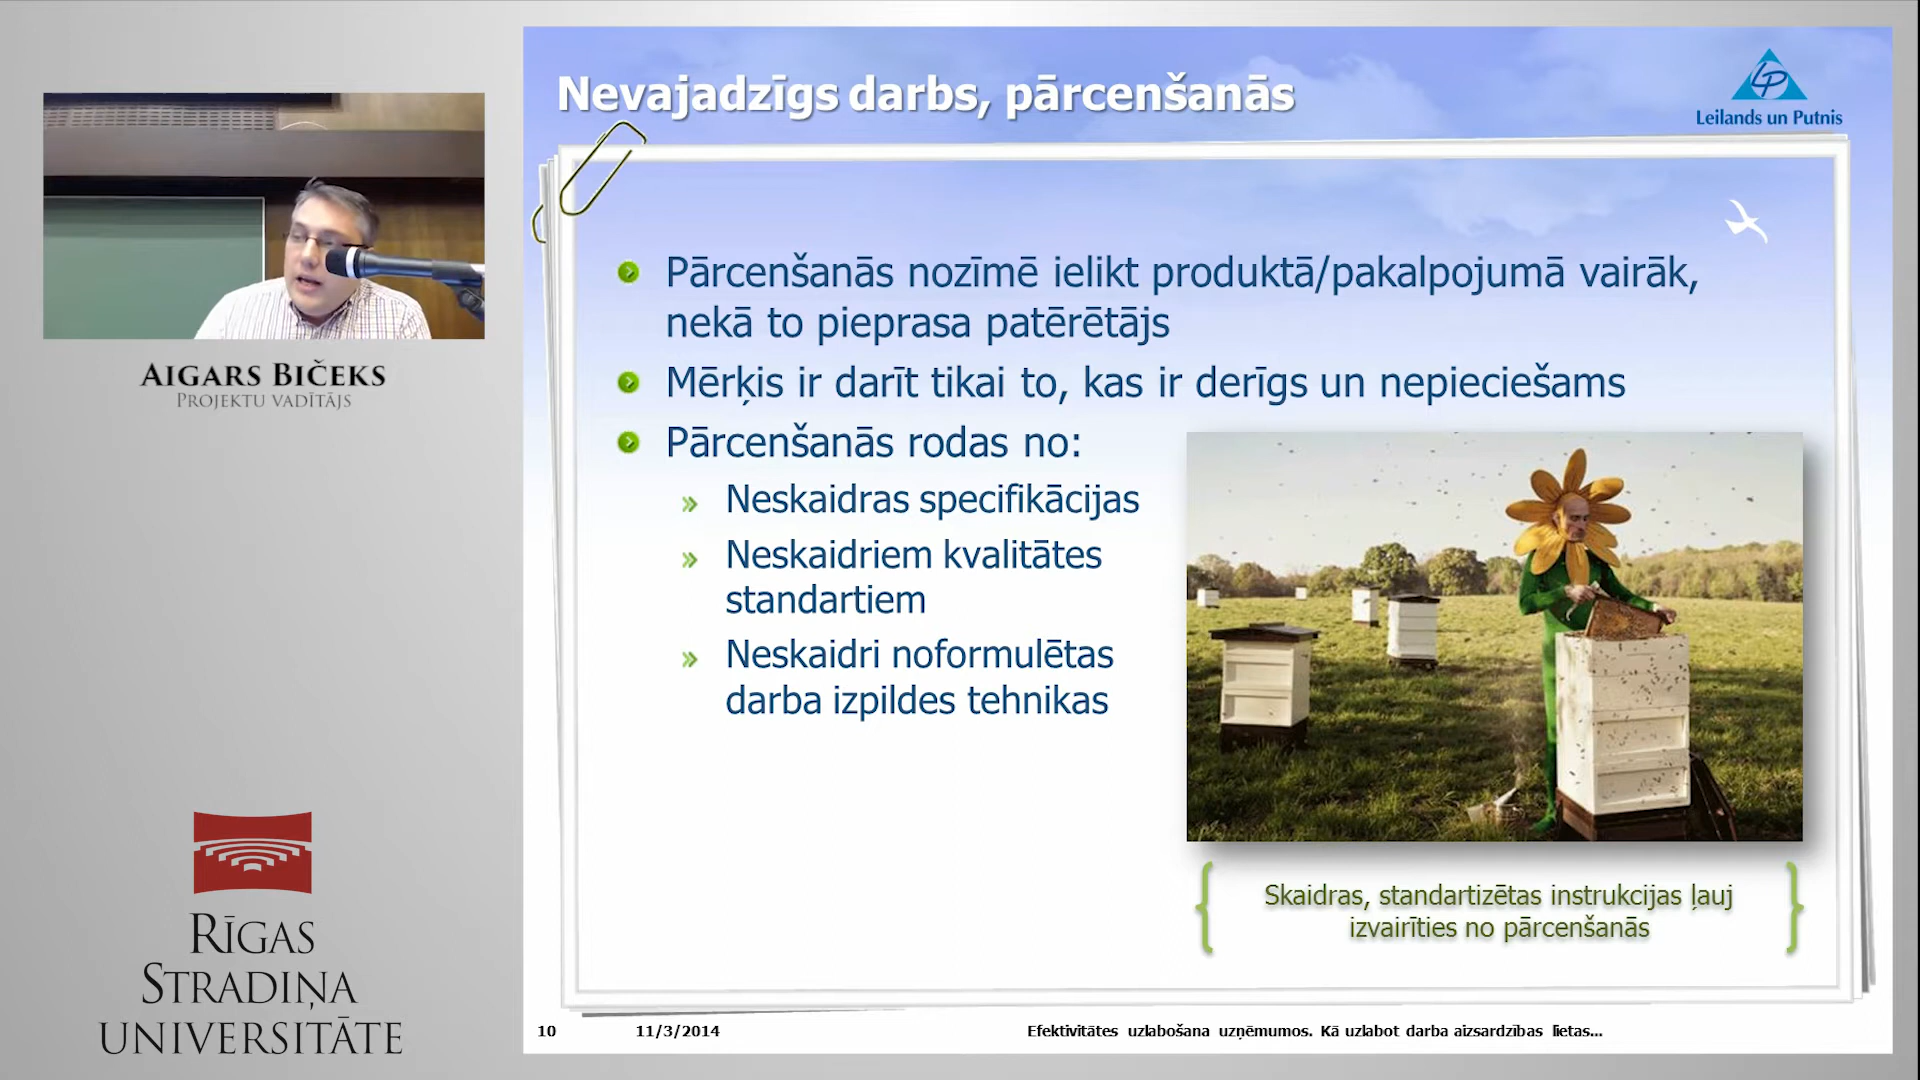 Nevajadzīgs darbs, pārcenšanās
LP
Leilands un Putnis
AIGARS BIČEKS
PROJEKTU VADĪTĀJS
Pārcenšanās nozīmē ielikt produktā/pakalpojumā vairāk,
nekā to pieprasa patērētājs
Mērķis ir darīt tikai to, kas ir derīgs un nepieciešams
Pārcenšanās rodas no:
» Neskaidras specifikācijas
» Neskaidriem kvalitātes
standartiem
» Neskaidri noformulētas
darba izpildes tehnikas
Skaidras, standartizētas instrukcijas ļauj
izvairīties no pārcenšanās
RĪGAS
STRADIŅA
UNIVERSITĀTE
10 11/3/2014 Efektivitātes uzlabošana uzņēmumos. Kā uzlabot darba aizsardzības lietas...